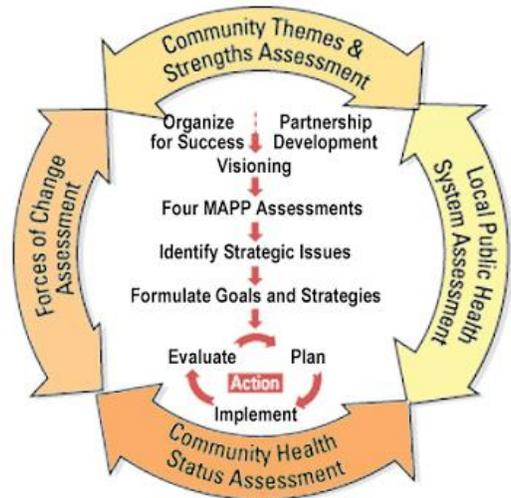 Community Themes &
Strengths Assessment
Organize
for Success
Partnership
Development
Visioning
Four MAPP Assessments
Identify Strategic Issues
Formulate Goals and Strategies
Evaluate
Plan
Action
Implement
Forces of Change
Assessment
Local Public Health
System Assessment
Community Health
Status Assessment